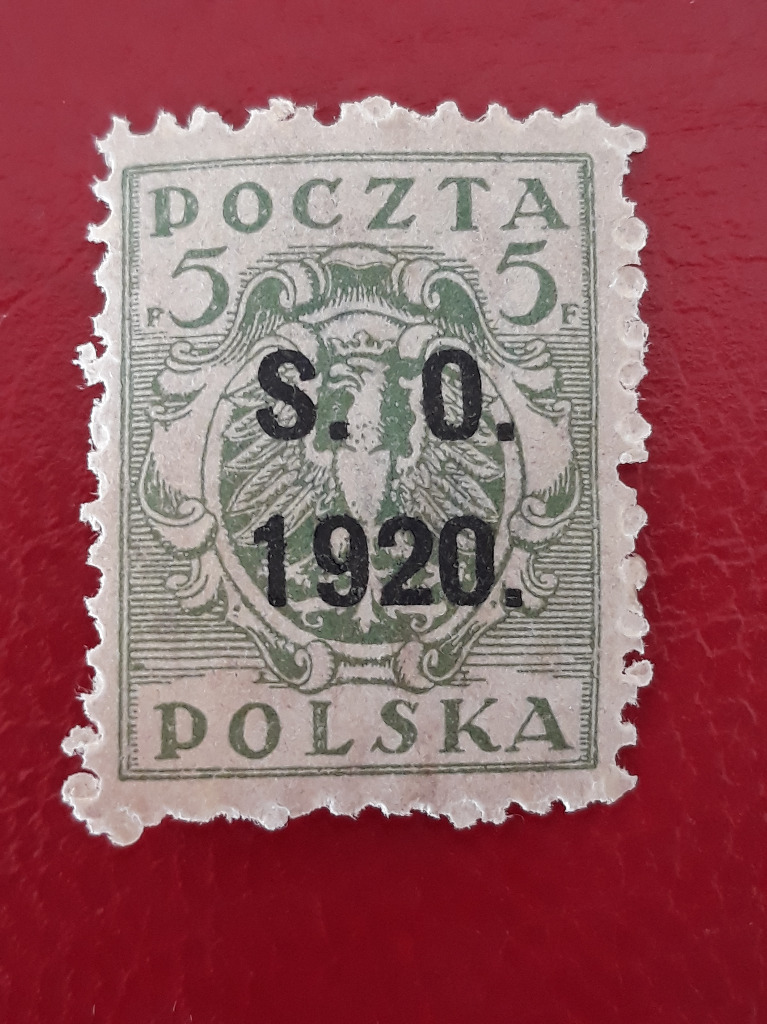 POCZTA
F 5 5 F
S. O.
1920.
POLSKA